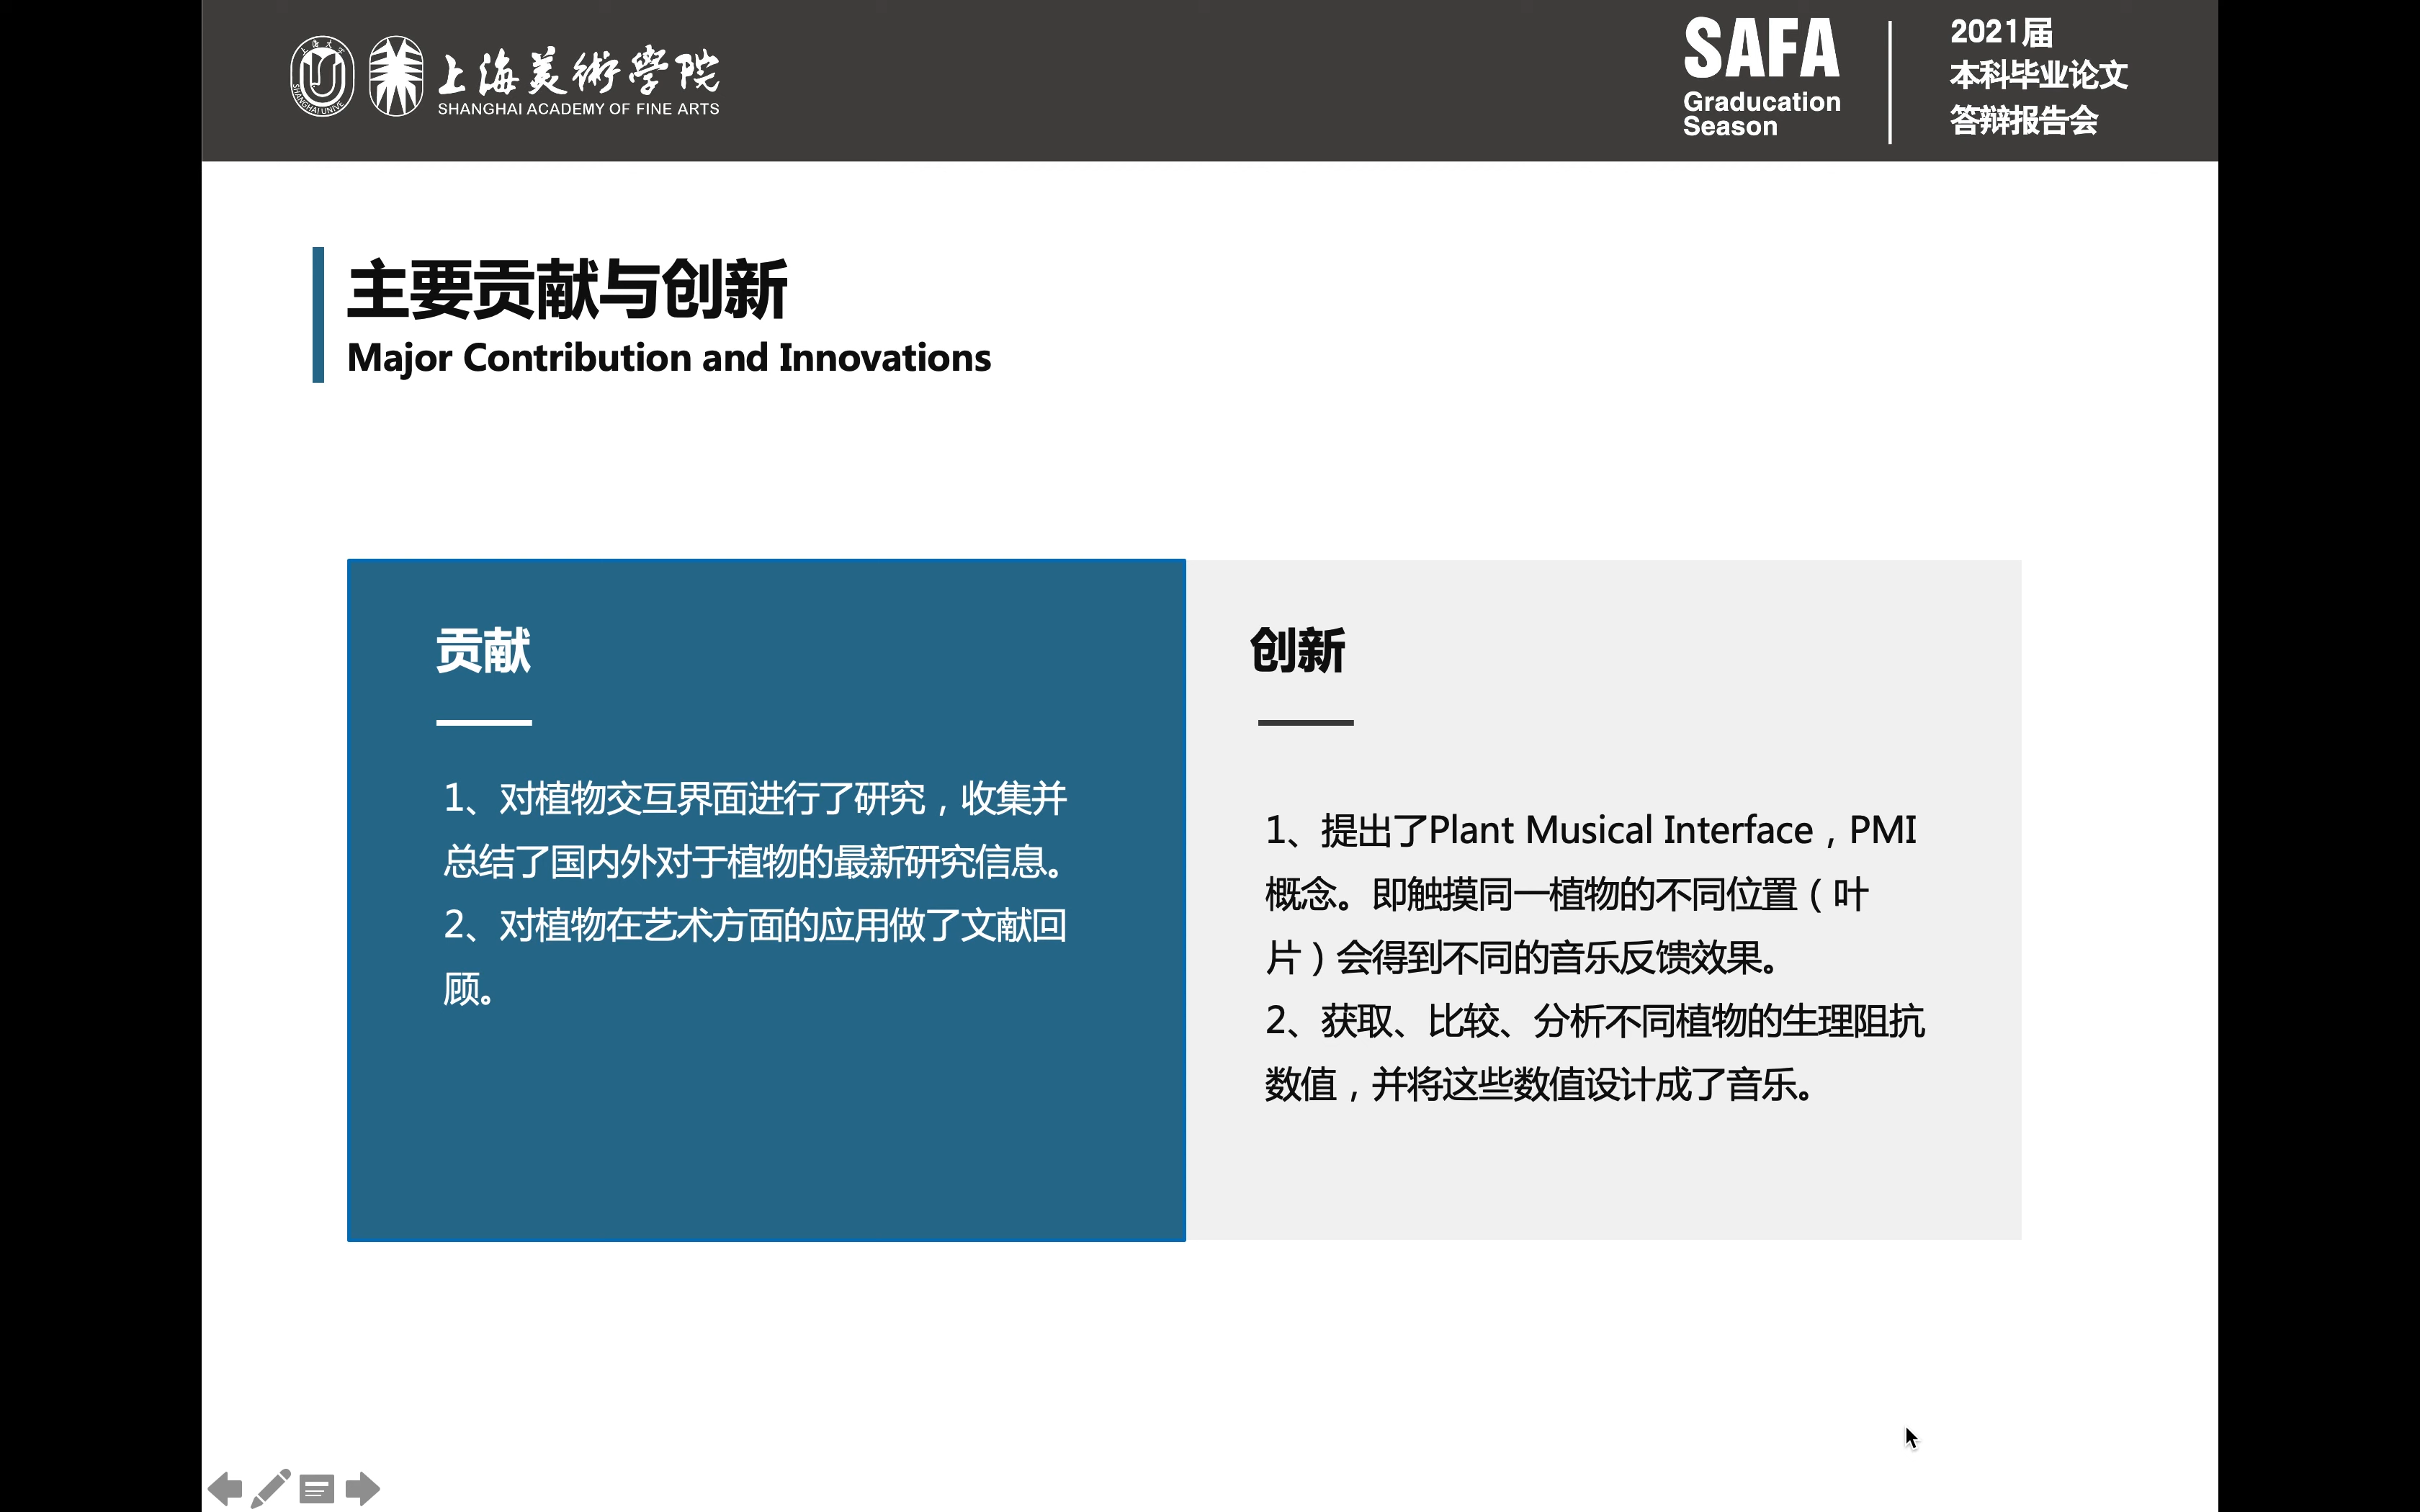 上海美術學院
SHANGHAI ACADEMY OF FINE ARTS
SAFA
Graducation
Season
2021届
本科毕业论文
答辩报告会
主要贡献与创新
Major Contribution and Innovations
贡献
1、对植物交互界面进行了研究，收集并
总结了国内外对于植物的最新研究信息。
2、对植物在艺术方面的应用做了文献回
顾。
创新
1、提出了Plant Musical Interface，PMI
概念。即触摸同一植物的不同位置（叶
片）会得到不同的音乐反馈效果。
2、获取、比较、分析不同植物的生理阻抗
数值，并将这些数值设计成了音乐。